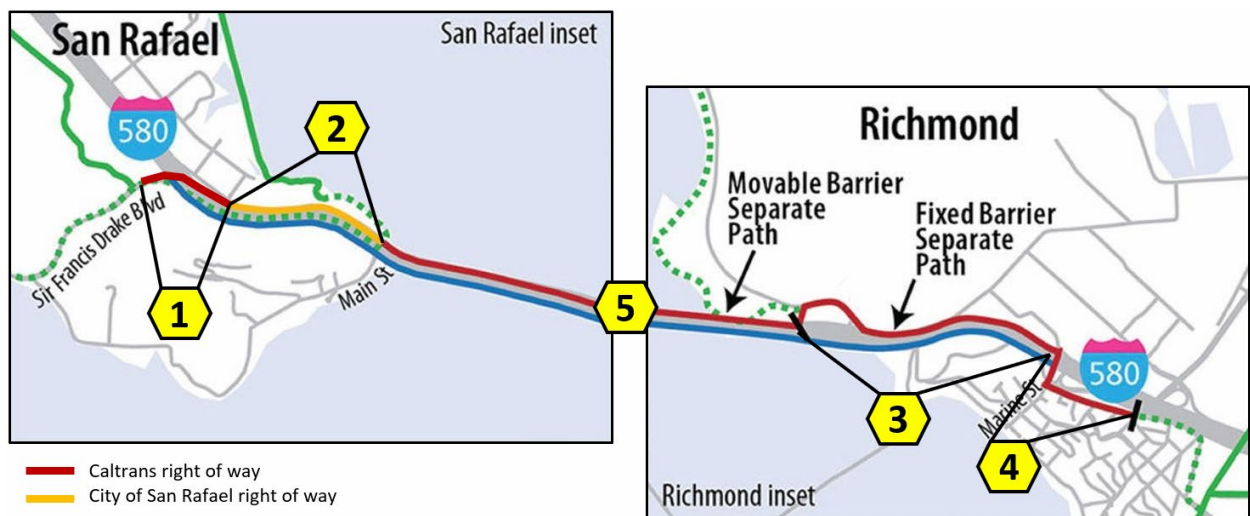 San Rafael
San Rafael inset
580
2
Sir Francis Drake Blvd
1
Main St
5
Richmond
Movable Barrier
Separate
Path
Fixed Barrier
Separate
Path
580
3
Marine St
4
Richmond inset
Caltrans right of way
City of San Rafael right of way